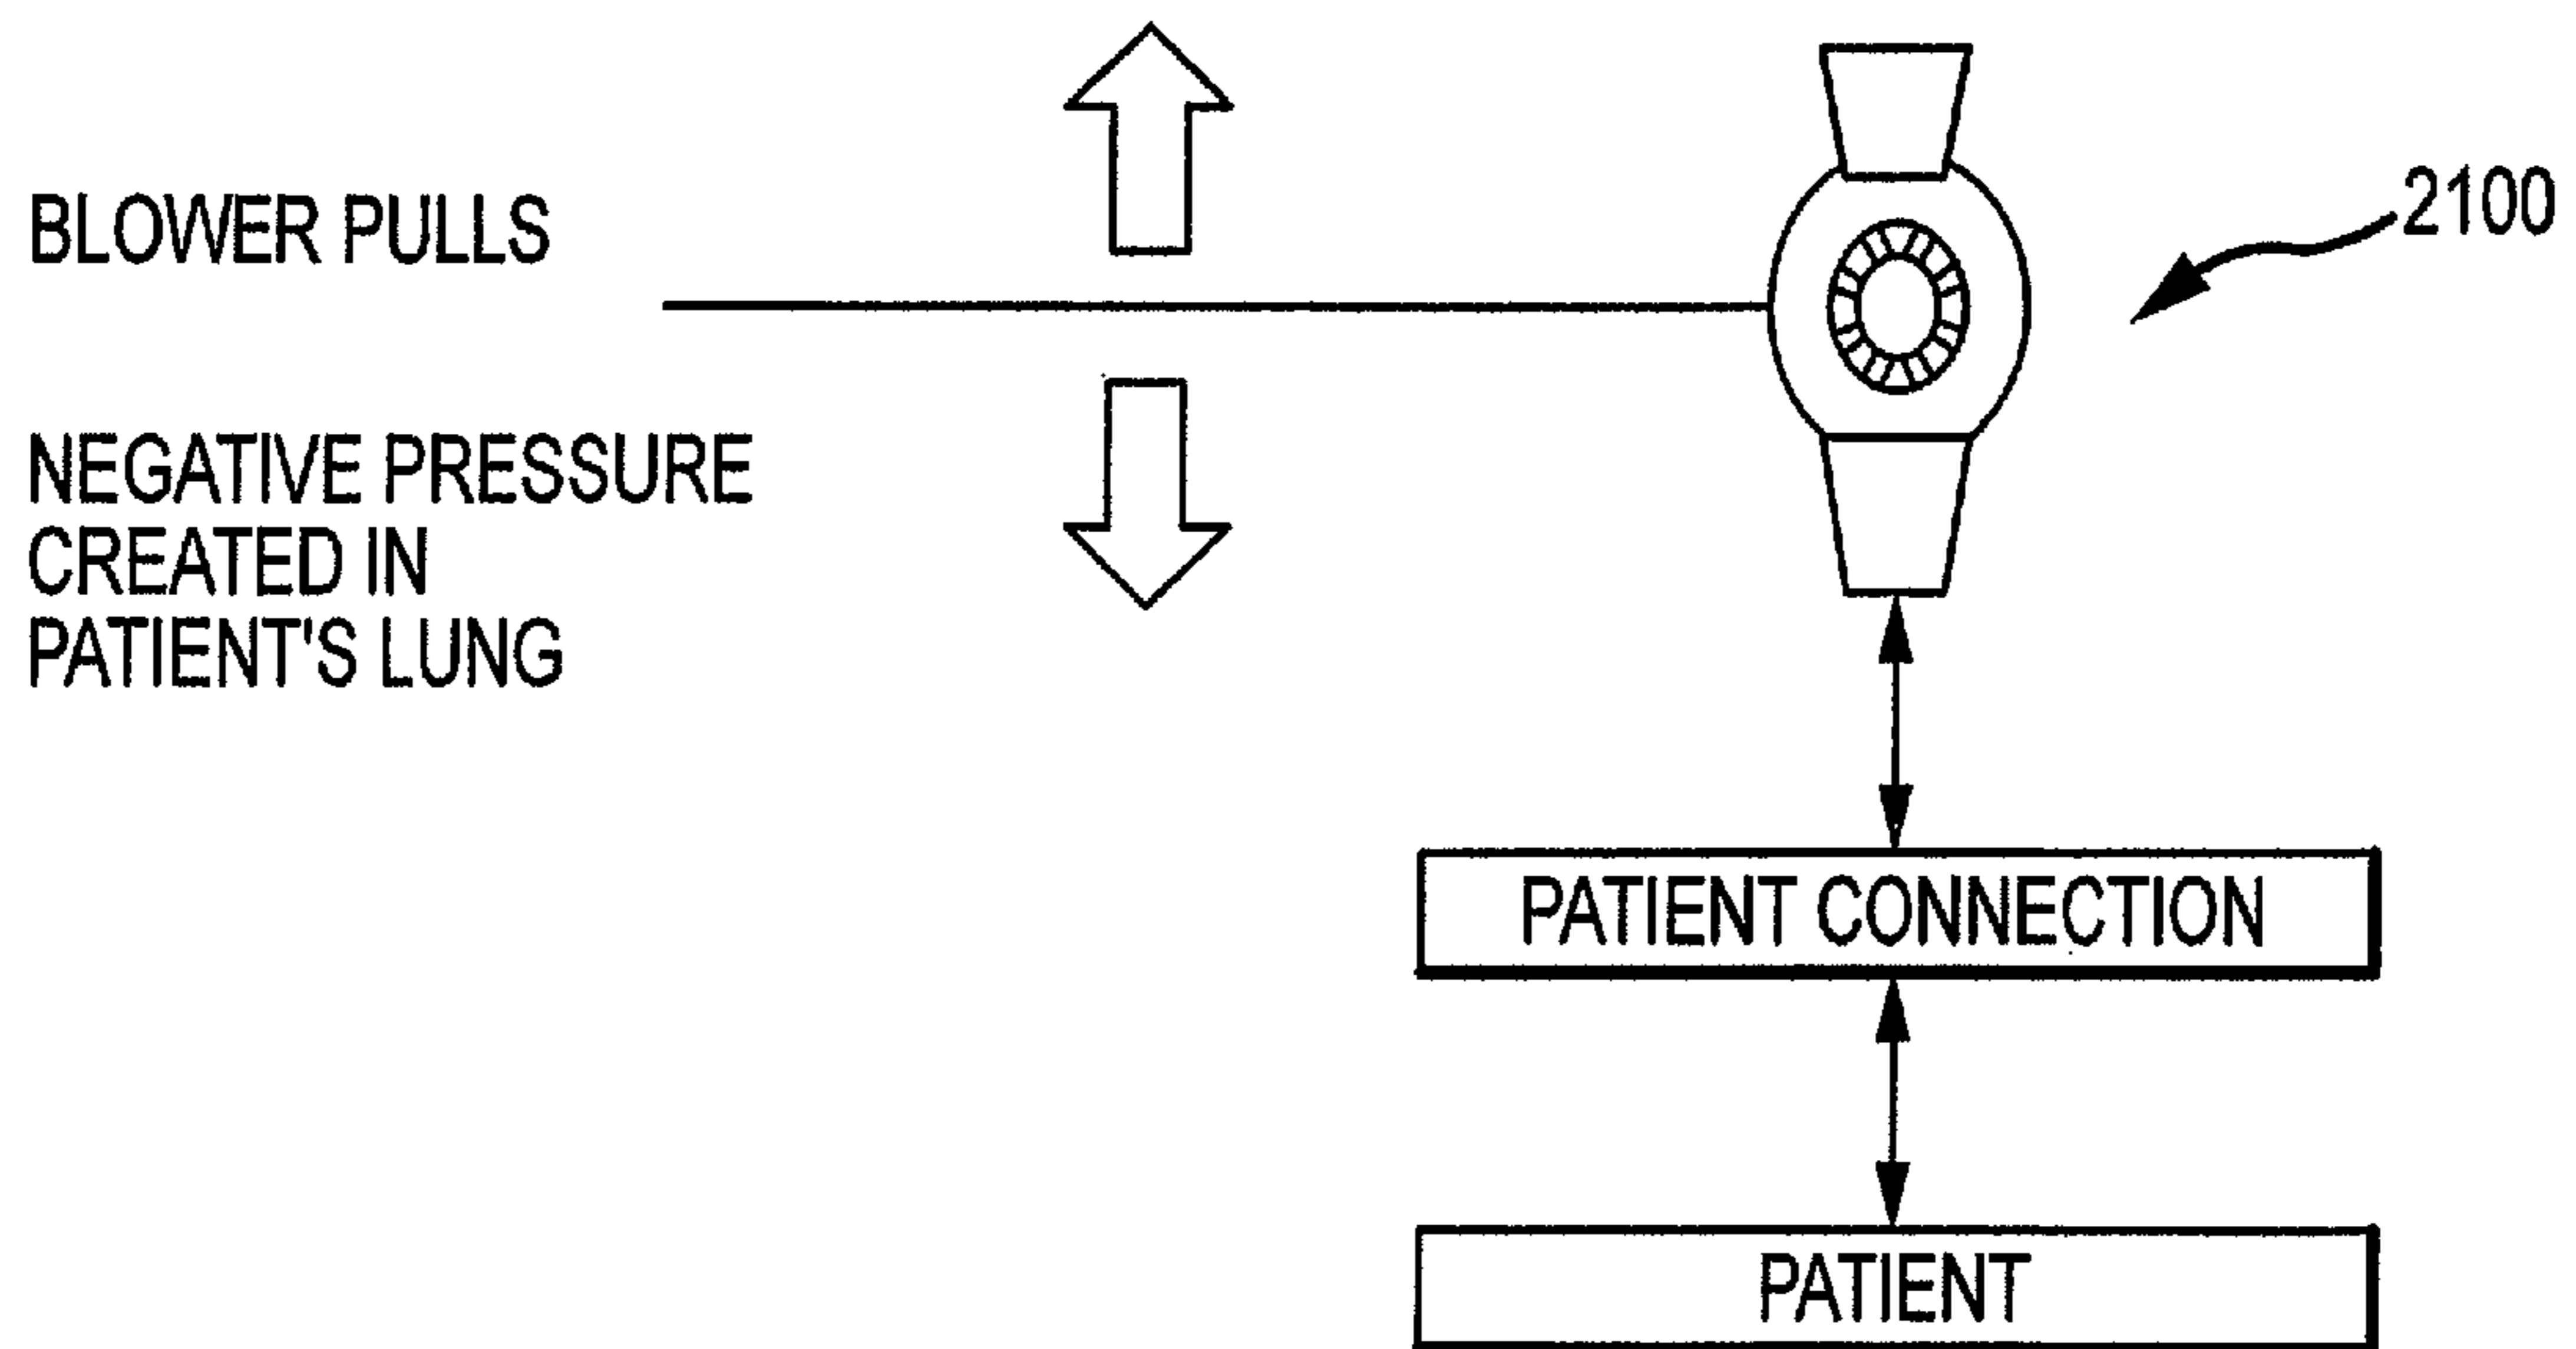 BLOWER PULLS
2100
NEGATIVE PRESSURE
CREATED IN
PATIENT'S LUNG
PATIENT CONNECTION
PATIENT